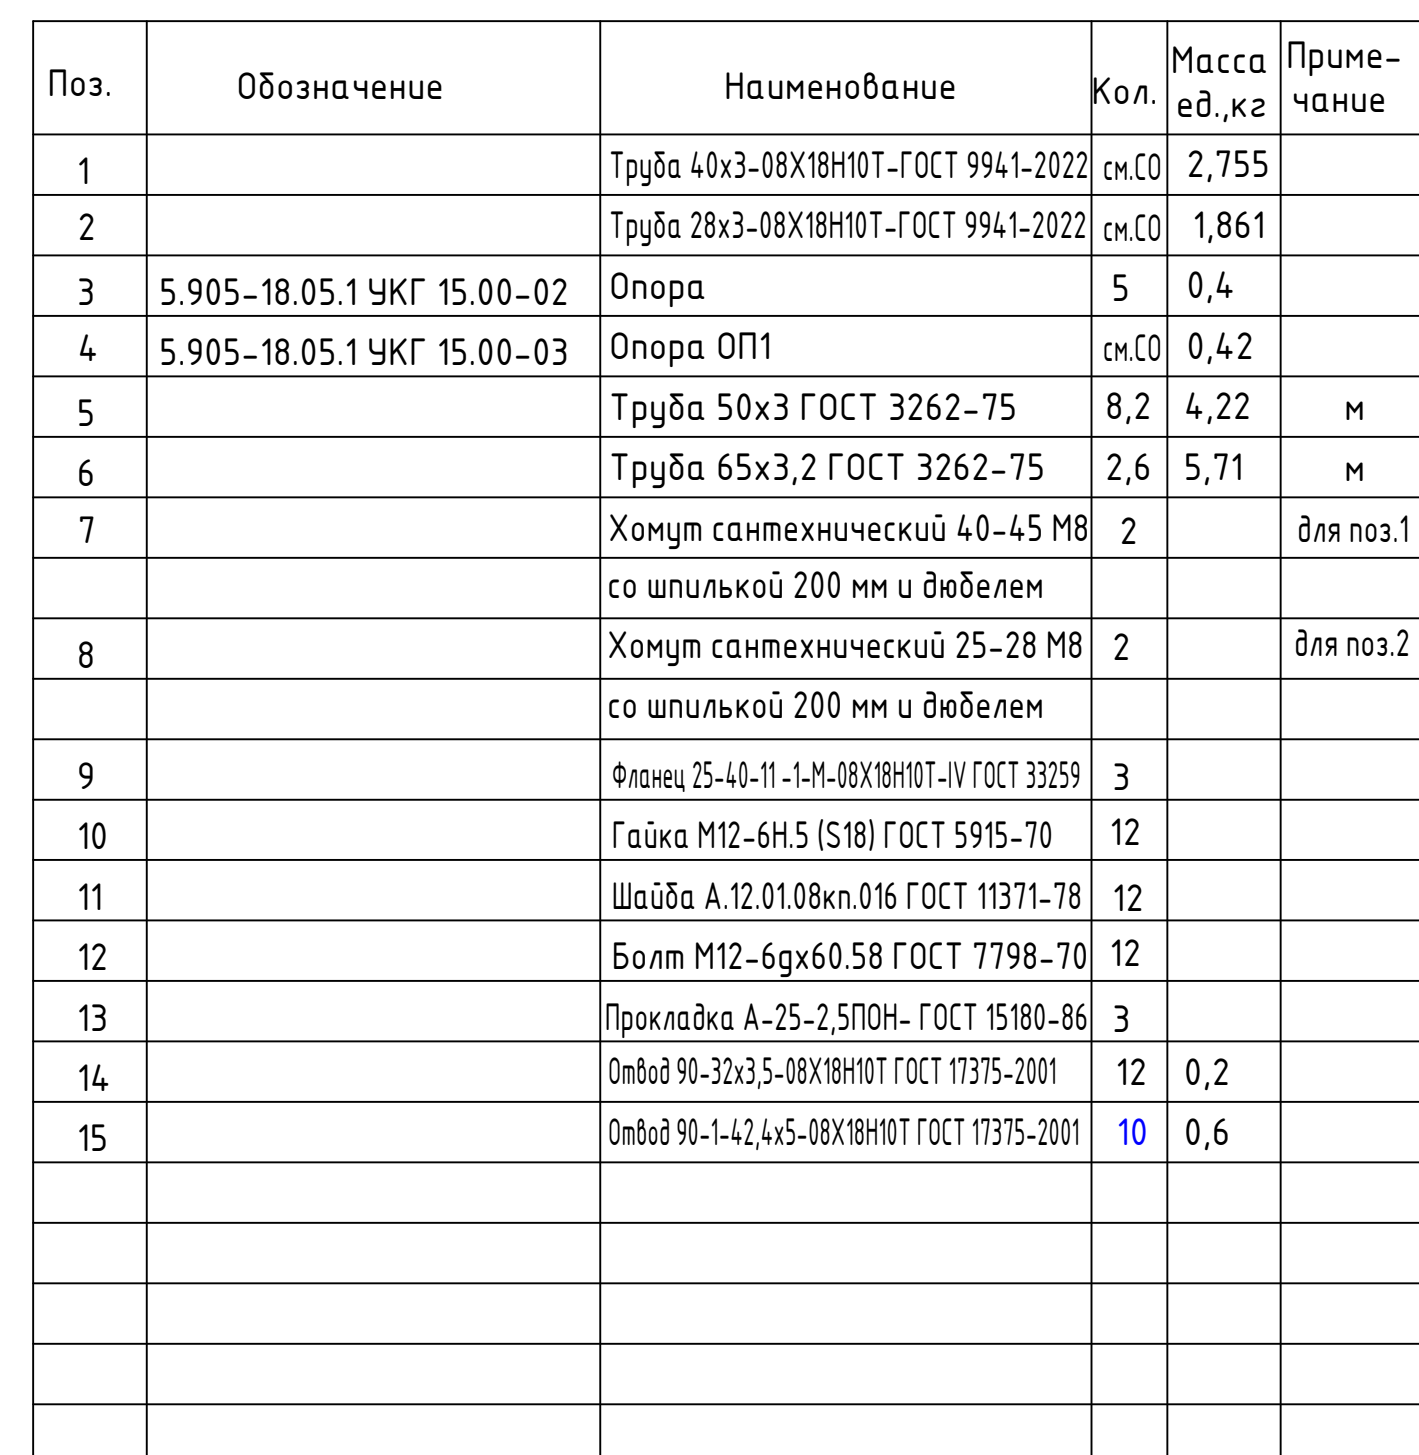 Поз. Обозначение Наименование Кол. Масса ед.,кг Приме-чание
1 Труба 40х3-08Х18Н10Т-ГОСТ 9941-2022 см.СО 2,755
2 Труба 28х3-08Х18Н10Т-ГОСТ 9941-2022 см.СО 1,861
3 5.905-18.05.1 УКГ 15.00-02 Опора 5 0,4
4 5.905-18.05.1 УКГ 15.00-03 Опора ОП1 см.СО 0,42
5 Труба 50х3 ГОСТ 3262-75 8,2 4,22 м
6 Труба 65х3,2 ГОСТ 3262-75 2,6 5,71 м
7 Хомут сантехнический 40-45 М8 2 для поз.1
со шпилькой 200 мм и дюбелем
8 Хомут сантехнический 25-28 М8 2 для поз.2
со шпилькой 200 мм и дюбелем
9 Фланец 25-40-11 -1-М-08Х18Н10Т-IV ГОСТ 33259 3
10 Гайка М12-6Н.5 (S18) ГОСТ 5915-70 12
11 Шайба А.12.01.08кп.016 ГОСТ 11371-78 12
12 Болт М12-6gх60.58 ГОСТ 7798-70 12
13 Прокладка А-25-2,5ПОН- ГОСТ 15180-86 3
14 Отвод 90-32х3,5-08Х18Н10Т ГОСТ 17375-2001 12 0,2
15 Отвод 90-1-42,4х5-08Х18Н10Т ГОСТ 17375-2001 10 0,6